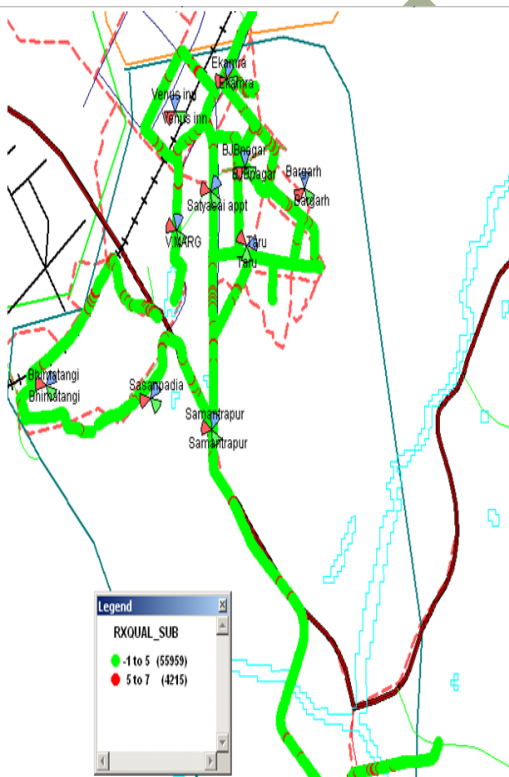 Ekamra
Ekamra
Venus inn
Venus inn
BJBnagar
BJBnagar
Bargarh
Bargarh
Satyasai appt
V.MARG
Taru
Taru
Bhimatangi
Bhimatangi
Sasanpadia
Samantrapur
Samantrapur
Legend
RXQUAL_SUB
-1 to 5 (55959)
5 to 7 (4215)